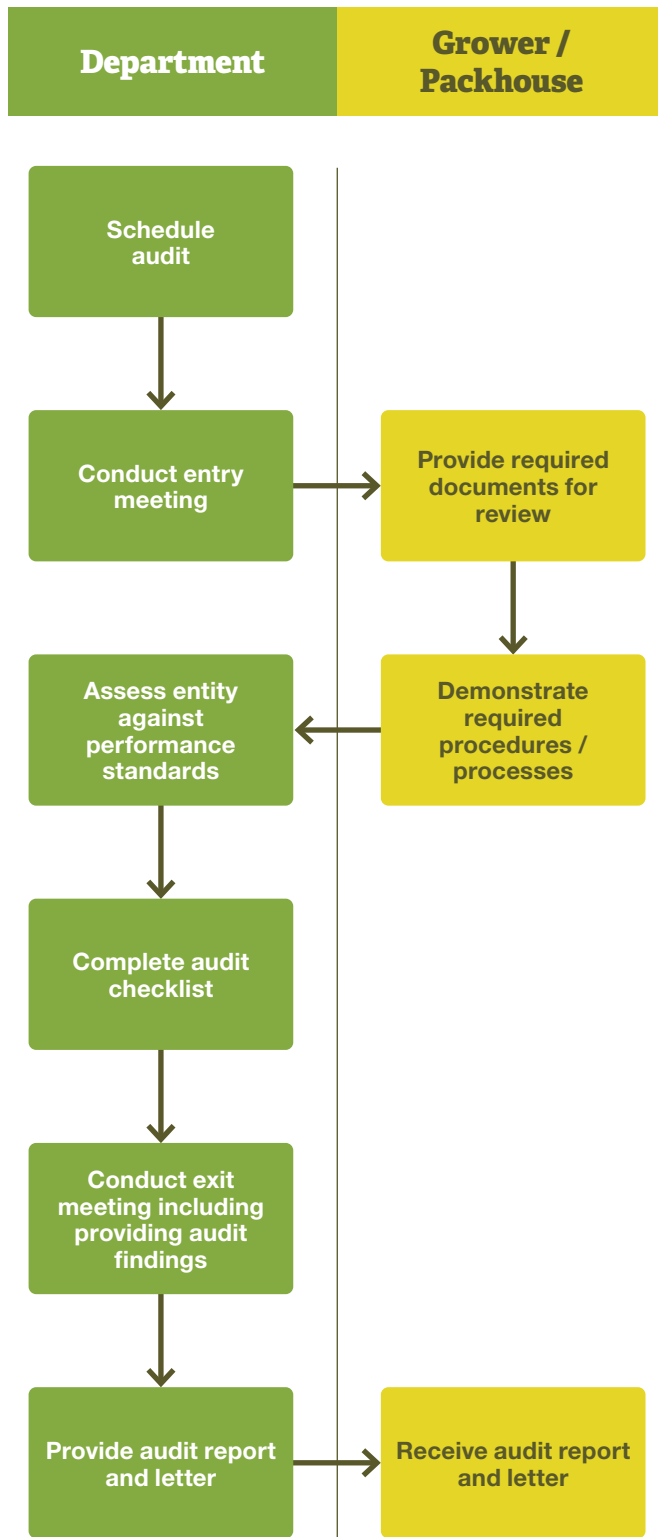 Department
Grower /
Packhouse
Schedule
audit
Conduct entry
meeting
Provide required
documents for
review
Demonstrate
required
procedures /
processes
Assess entity
against
performance
standards
Complete audit
checklist
Conduct exit
meeting including
providing audit
findings
Provide audit report
and letter
Receive audit report
and letter